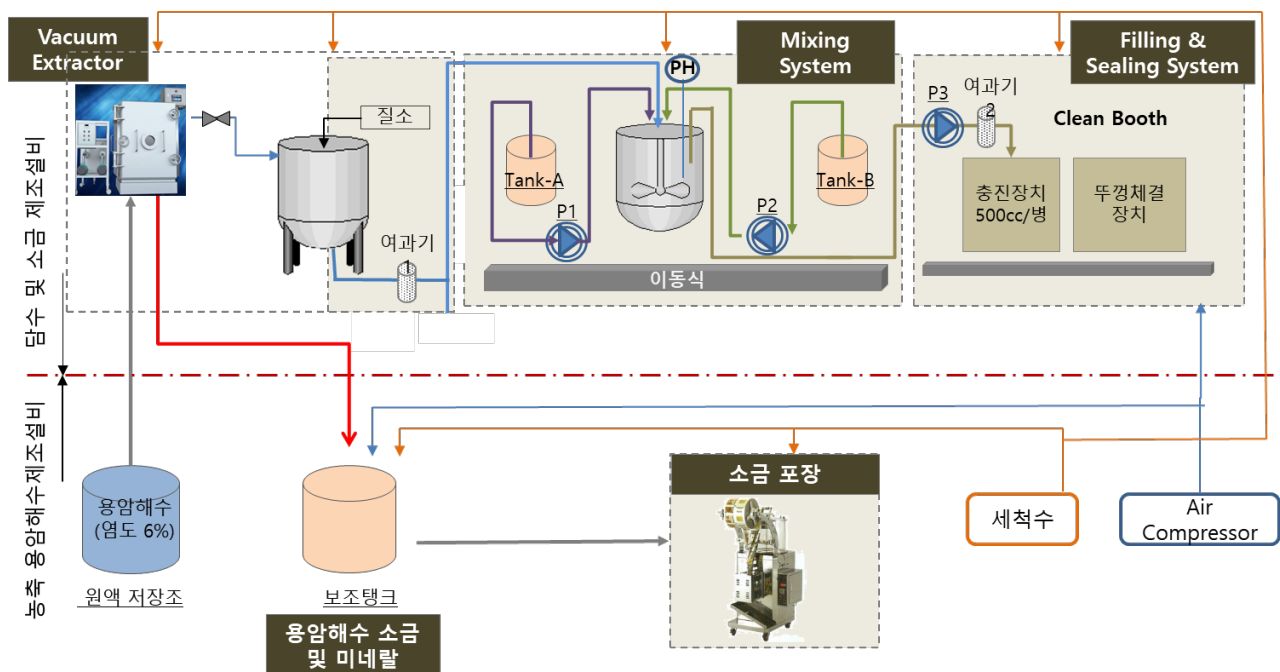 Vacuum
Extractor
Mixing
System
Filling &
Sealing System
PH
질소
여과기
1
Tank-A
P1
Tank-B
P2
P3
여과기
2
Clean Booth
충진장치
500cc/병
뚜껑체결
장치
이동식
담수 및 소금 제조설비
농축 용암해수제조설비
용암해수
(염도 6%)
원액 저장조
보조탱크
용암해수 소금
및 미네랄
소금 포장
세척수
Air
Compressor